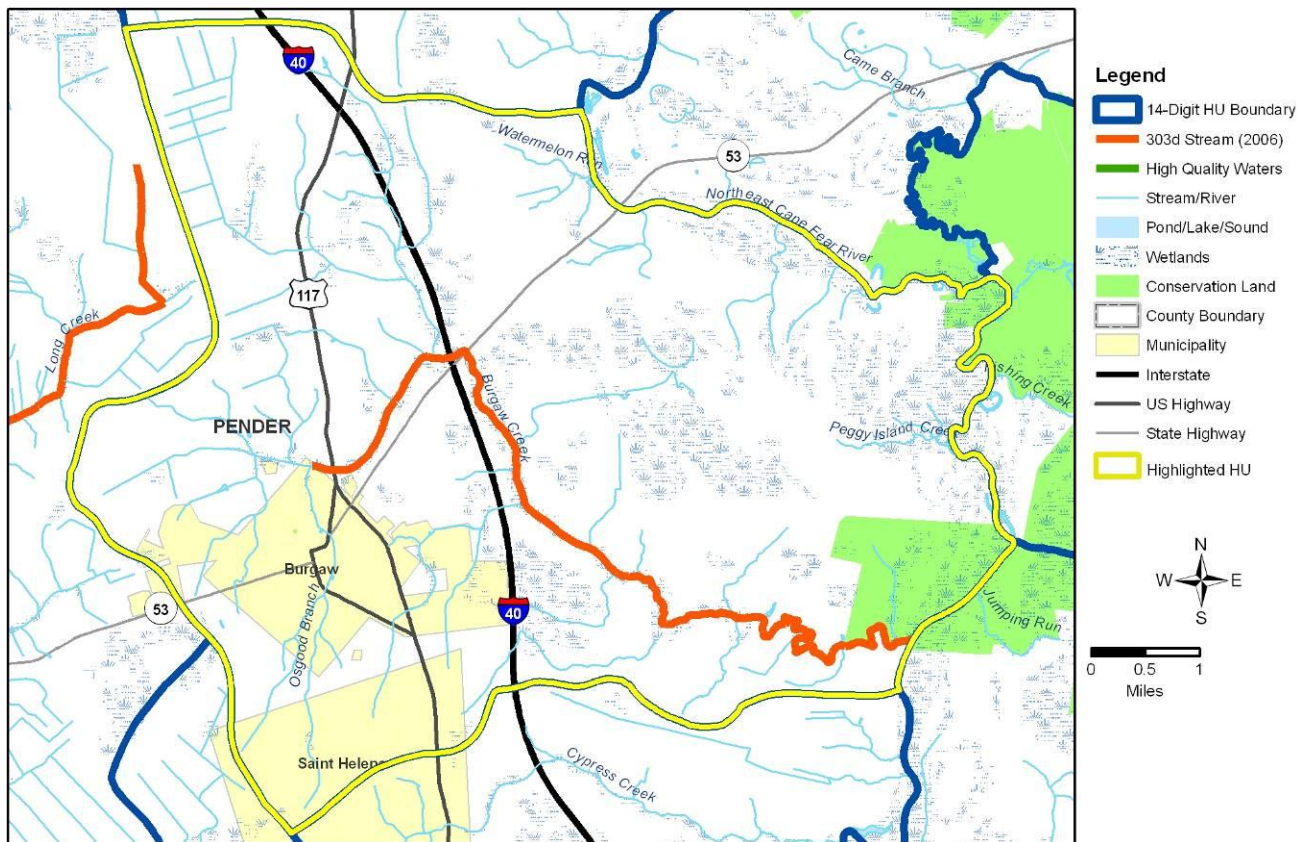 Came Branch
40
Watermelon Run
53
Northeast Cape Fear River
117
Long Creek
Burgaw Creek
ishing Creek
PENDER
Peggy Island Cree
Burgaw
53
Osgood Branch
40
Jumping Run
Saint Helena
Cypress Creek
Legend
14-Digit HU Boundary
303d Stream (2006)
High Quality Waters
Stream/River
Pond/Lake/Sound
Wetlands
Conservation Land
County Boundary
Municipality
Interstate
US Highway
State Highway
Highlighted HU
N
W E
S
0 0.5 1
Miles